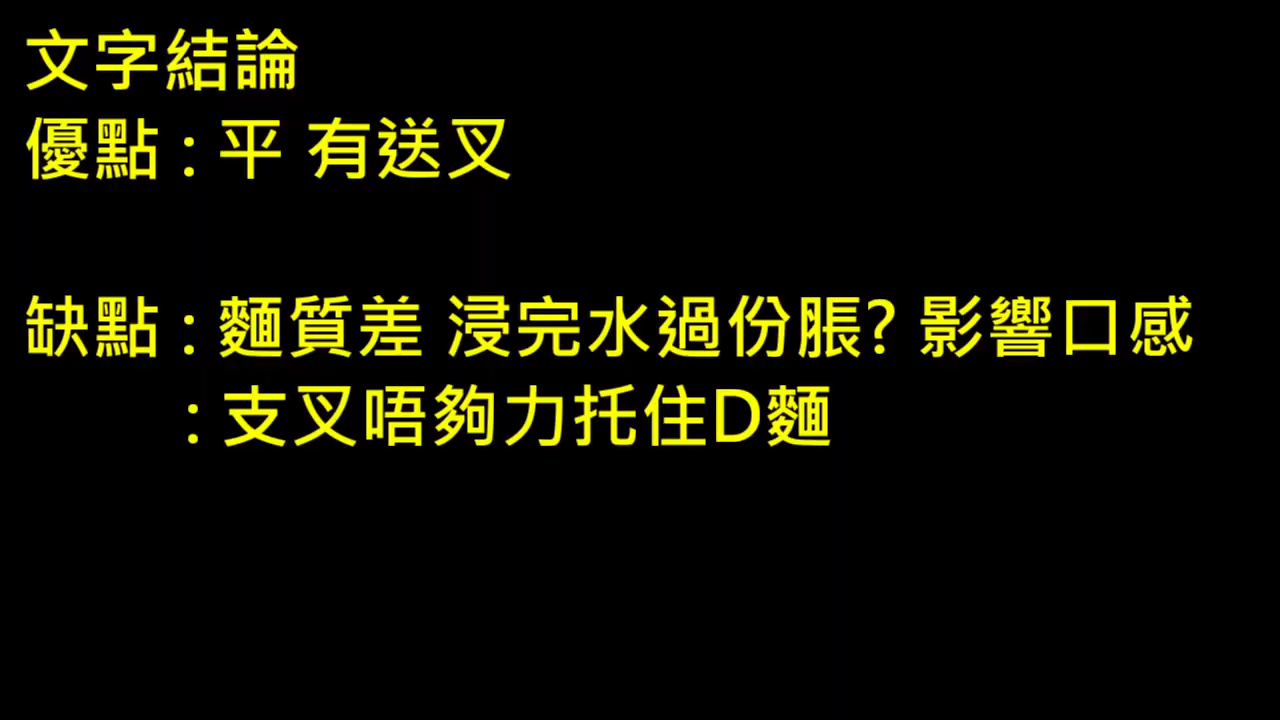 文字結論
優點 : 平 有送叉
缺點 : 麵質差 浸完水過份脹? 影響口感
: 支叉唔夠力托住D麵